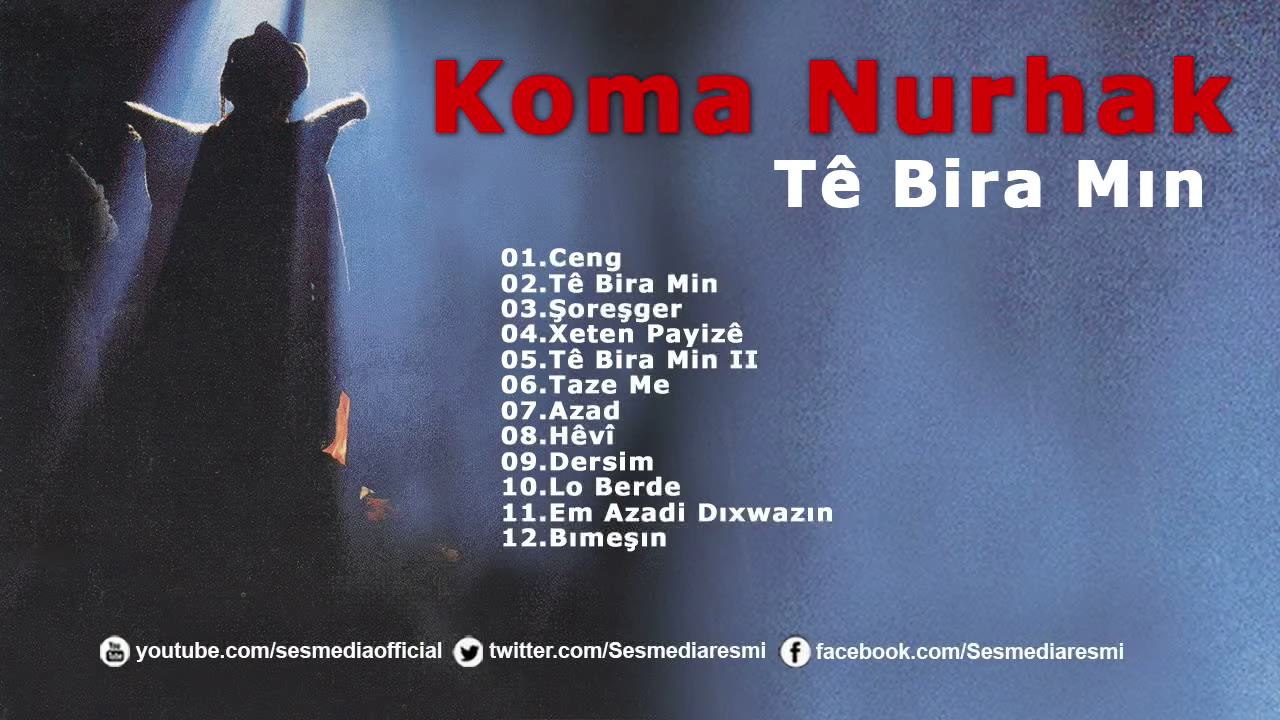 Koma Nurhak
Tê Bira Mın
01.Ceng
02.Tê Bira Min
03.Şoreşger
04.Xeten Payizê
05.Tê Bira Min II
06.Taze Me
07.Azad
08.Hêvî
09.Dersim
10.Lo Berde
11.Em Azadi Dıxwazın
12.Bımeşın
You Tube youtube.com/sesmediaofficial twitter.com/Sesmediaresmi f facebook.com/Sesmediaresmi